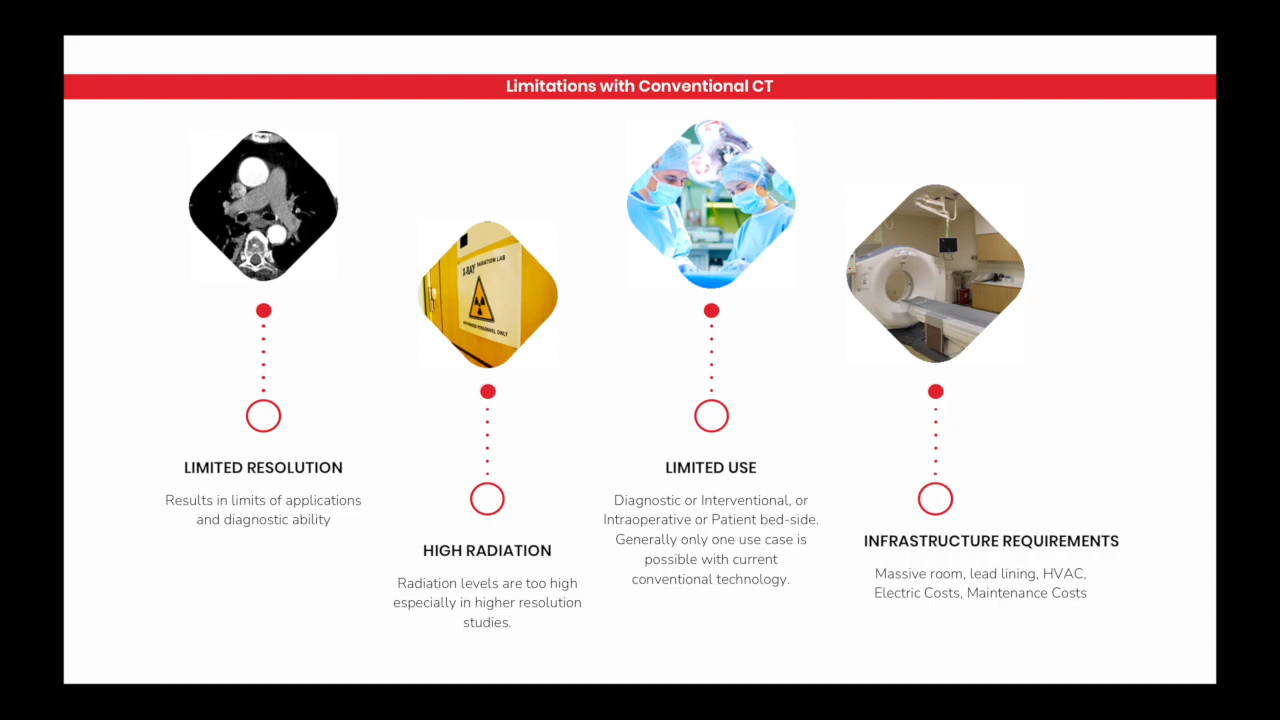 Limitations with Conventional CT
X-RAY RADIATION LAB
AUTHORIZED PERSONNEL ONLY
LIMITED RESOLUTION
Results in limits of applications
and diagnostic ability
HIGH RADIATION
Radiation levels are too high
especially in higher resolution
studies.
LIMITED USE
Diagnostic or Interventional, or
Intraoperative or Patient bed-side.
Generally only one use case is
possible with current
conventional technology.
INFRASTRUCTURE REQUIREMENTS
Massive room, lead lining, HVAC,
Electric Costs, Maintenance Costs